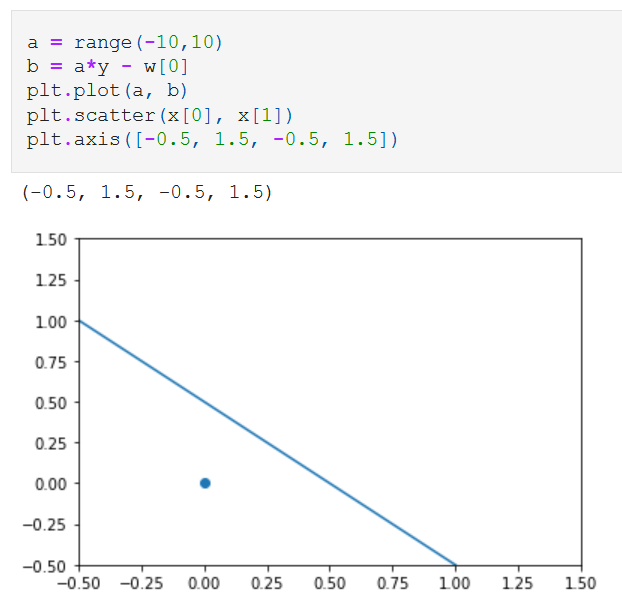 a = range(-10,10)
b = a*y - w[0]
plt.plot(a, b)
plt.scatter(x[0], x[1])
plt.axis([-0.5, 1.5, -0.5, 1.5])
(-0.5, 1.5, -0.5, 1.5)
1.50
1.25
1.00
0.75
0.50
0.25
0.00
−0.25
−0.50
−0.50 −0.25 0.00 0.25 0.50 0.75 1.00 1.25 1.50